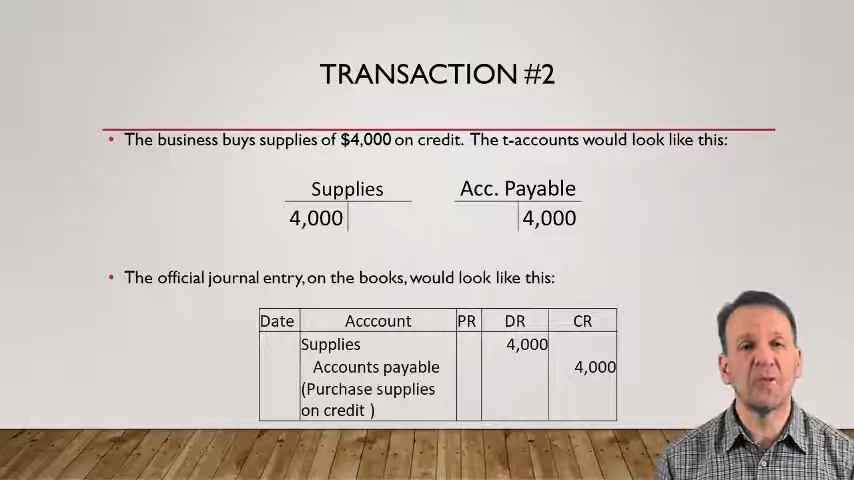 TRANSACTION #2
• The business buys supplies of $4,000 on credit. The t-accounts would look like this:
Supplies Acc. Payable
4,000 4,000
• The official journal entry, on the books, would look like this:
Date Acccount PR DR CR
Supplies 4,000
Accounts payable 4,000
(Purchase supplies
on credit )